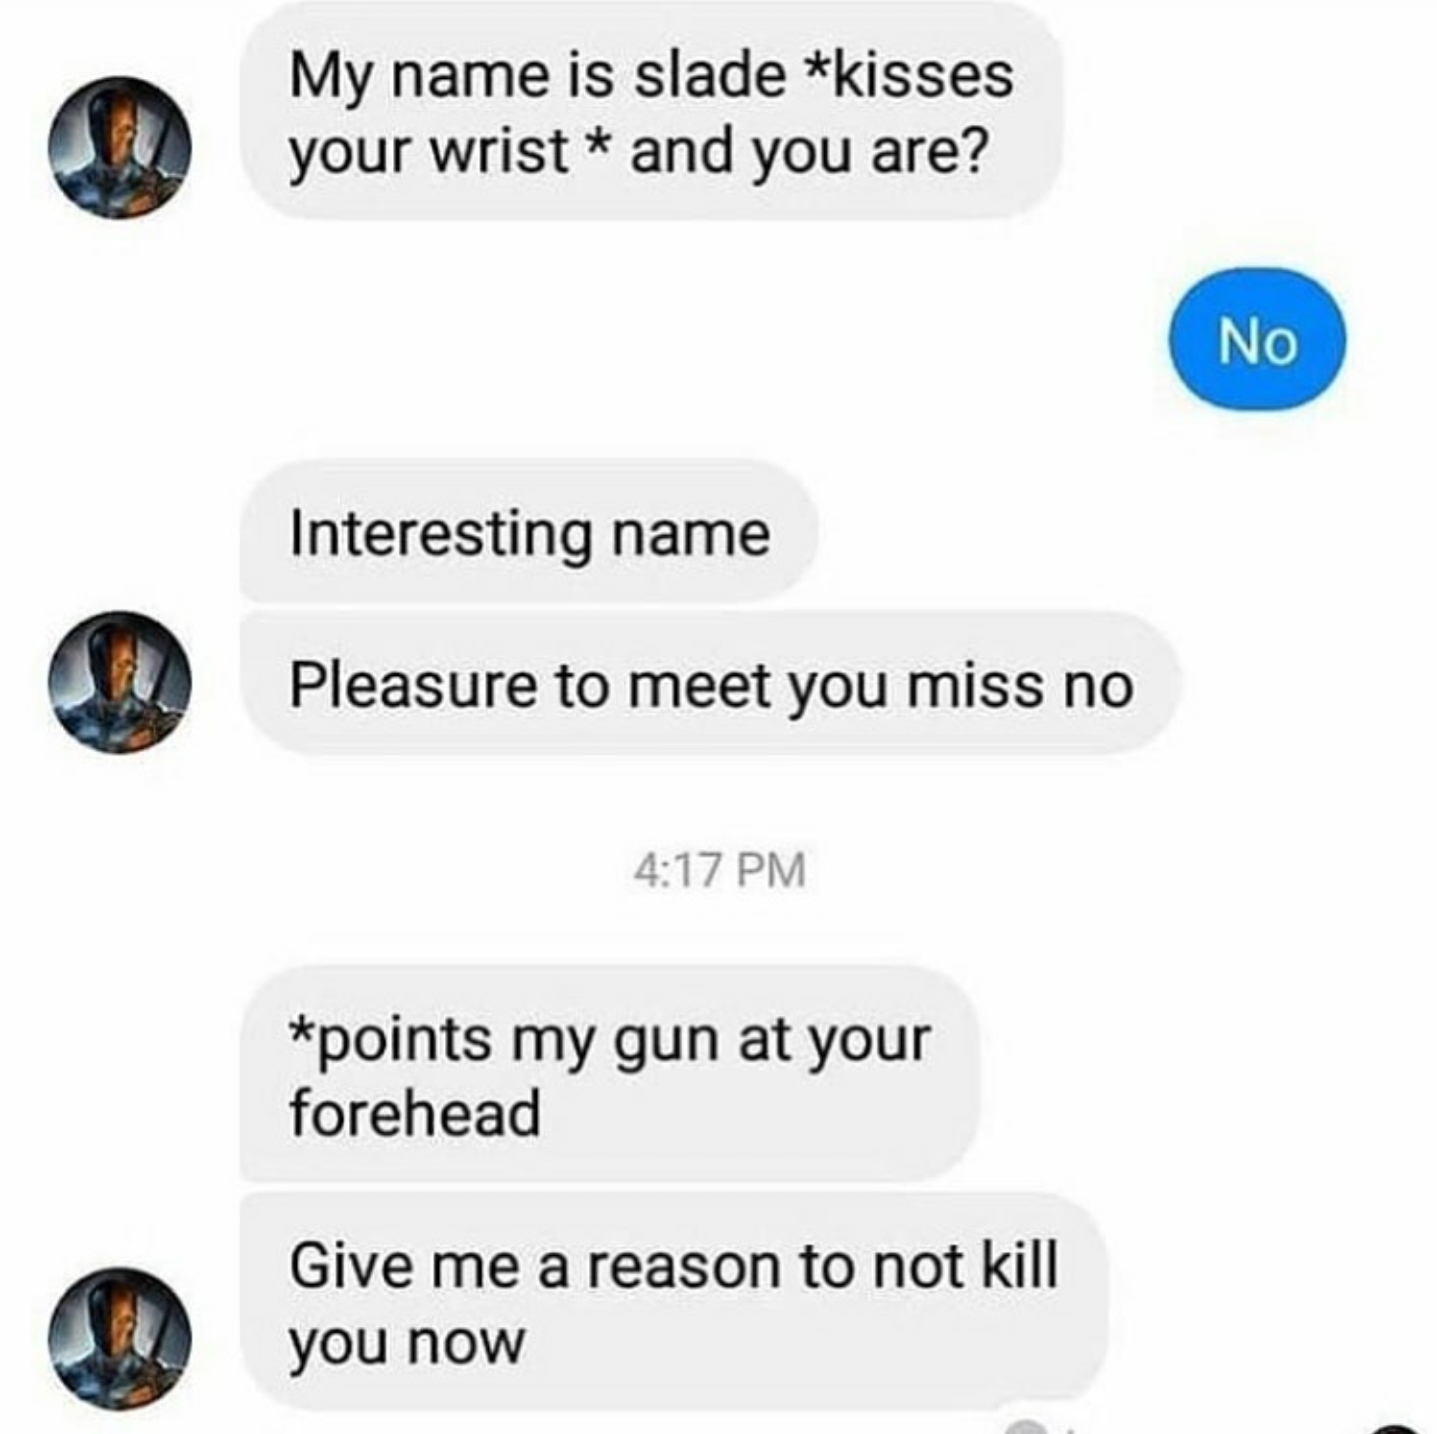 My name is slade *kisses
your wrist * and you are?
No
Interesting name
Pleasure to meet you miss no
4:17 PM
*points my gun at your
forehead
Give me a reason to not kill
you now